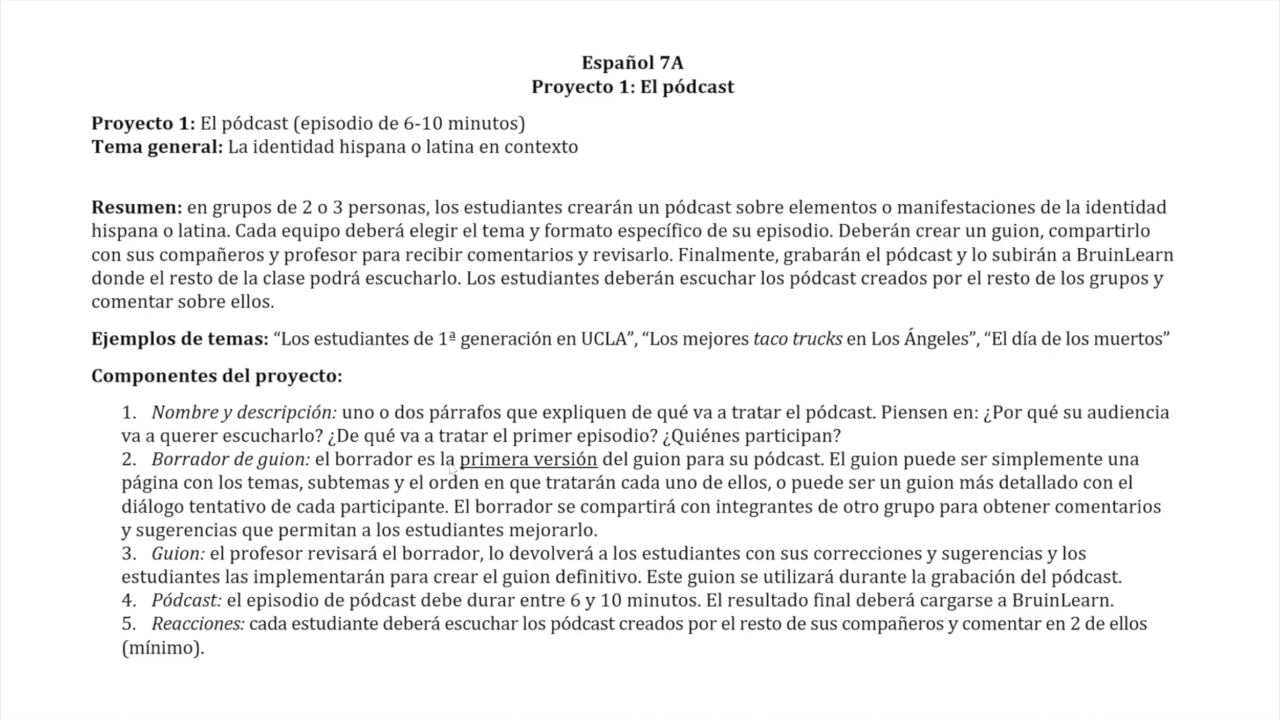 Español 7A
Proyecto 1: El pódcast
Proyecto 1: El pódcast (episodio de 6-10 minutos)
Tema general: La identidad hispana o latina en contexto
Resumen: en grupos de 2 o 3 personas, los estudiantes crearán un pódcast sobre elementos o manifestaciones de la identidad
hispana o latina. Cada equipo deberá elegir el tema y formato específico de su episodio. Deberán crear un guion, compartirlo
con sus compañeros y profesor para recibir comentarios y revisarlo. Finalmente, grabarán el pódcast y lo subirán a BruinLearn
donde el resto de la clase podrá escucharlo. Los estudiantes deberán escuchar los pódcast creados por el resto de los grupos y
comentar sobre ellos.
Ejemplos de temas: “Los estudiantes de 1ª generación en UCLA”, “Los mejores taco trucks en Los Ángeles”, “El día de los muertos”
Componentes del proyecto:
1. Nombre y descripción: uno o dos párrafos que expliquen de qué va a tratar el pódcast. Piensen en: ¿Por qué su audiencia
va a querer escucharlo? ¿De qué va a tratar el primer episodio? ¿Quiénes participan?
2. Borrador de guion: el borrador es la primera versión del guion para su pódcast. El guion puede ser simplemente una
página con los temas, subtemas y el orden en que tratarán cada uno de ellos, o puede ser un guion más detallado con el
diálogo tentativo de cada participante. El borrador se compartirá con integrantes de otro grupo para obtener comentarios
y sugerencias que permitan a los estudiantes mejorarlo.
3. Guion: el profesor revisará el borrador, lo devolverá a los estudiantes con sus correcciones y sugerencias y los
estudiantes las implementarán para crear el guion definitivo. Este guion se utilizará durante la grabación del pódcast.
4. Pódcast: el episodio de pódcast debe durar entre 6 y 10 minutos. El resultado final deberá cargarse a BruinLearn.
5. Reacciones: cada estudiante deberá escuchar los pódcast creados por el resto de sus compañeros y comentar en 2 de ellos
(mínimo).